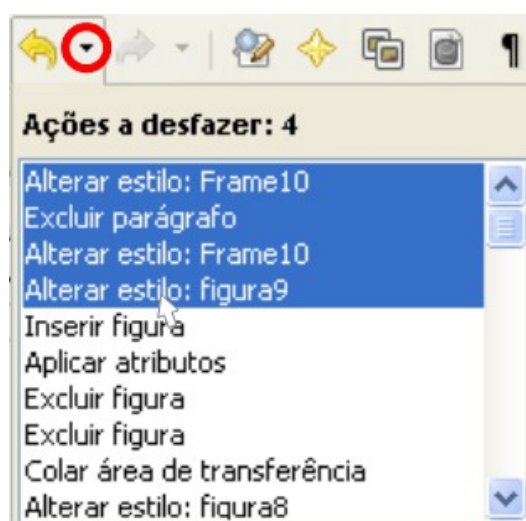 ¶
Ações a desfazer: 4
Alterar estilo: Frame10
Excluir parágrafo
Alterar estilo: Frame10
Alterar estilo: figura9
Inserir figura
Aplicar atributos
Excluir figura
Excluir figura
Colar área de transferência
Alterar estilo: figura8